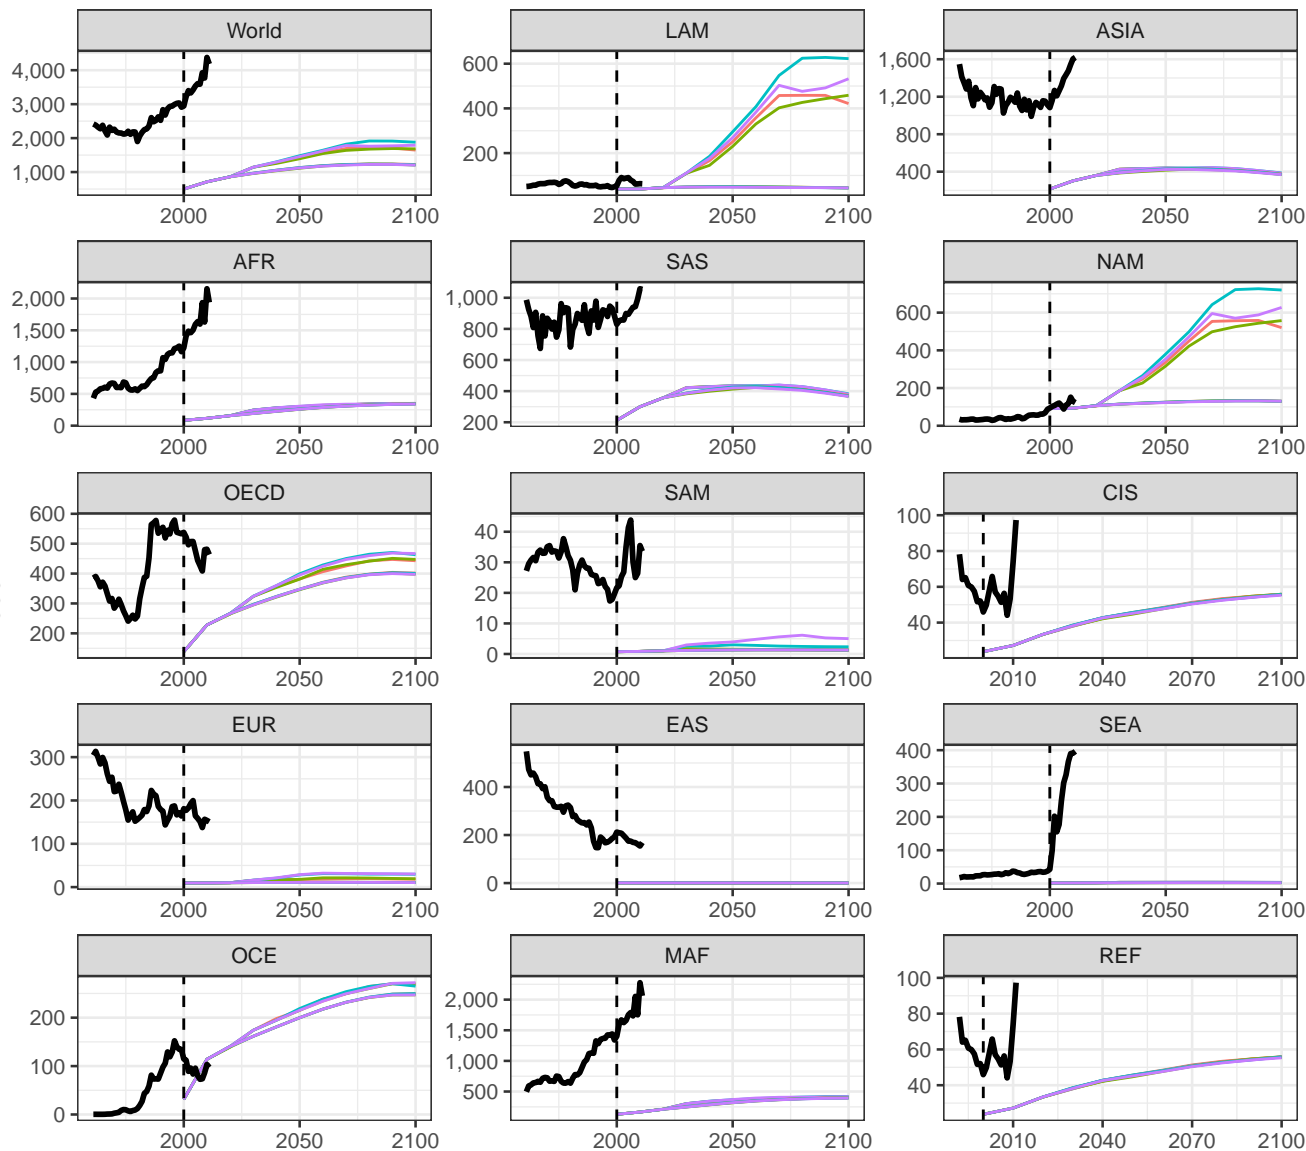 World LAM ASIA
4,000 600 1,600
3,000 400 1,200
2,000 200 800
1,000 400
2000 2050 2100 2000 2050 2100 2000 2050 2100
AFR SAS NAM
2,000 1,000 600
1,500 800 400
1,000 600 200
500 400 0
0 200
2000 2050 2100 2000 2050 2100 2000 2050 2100
OECD SAM CIS
600 40 100
500 30 80
400 20 60
300 10 40
200 0
2000 2050 2100 2000 2050 2100 2010 2040 2070 2100
EUR EAS SEA
300 400 400
200 200 300
100 0 200
0 100
0
2000 2050 2100 2000 2050 2100 2000 2050 2100
OCE MAF REF
200 2,000 100
100 1,500 80
0 1,000 60
500 40
2000 2050 2100 2000 2050 2100 2010 2040 2070 2100